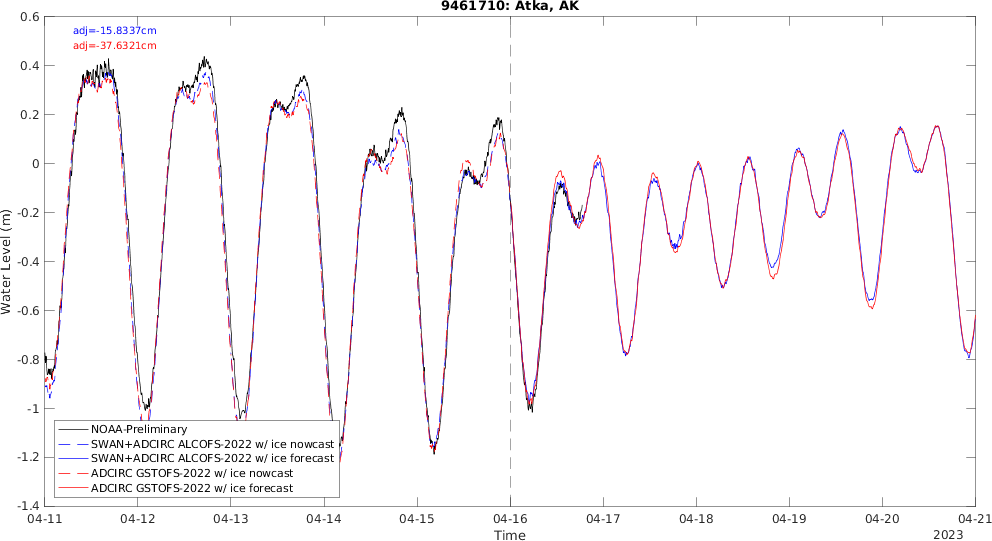 9461710: Atka, AK
adj=-15.8337cm
adj=-37.6321cm
0.6
0.4
0.2
0
-0.2
-0.4
-0.6
-0.8
-1
-1.2
-1.4
Water Level (m)
NOAA-Preliminary
SWAN+ADCIRC ALCOFS-2022 w/ ice nowcast
SWAN+ADCIRC ALCOFS-2022 w/ ice forecast
ADCIRC GSTOFS-2022 w/ ice nowcast
ADCIRC GSTOFS-2022 w/ ice forecast
04-11 04-12 04-13 04-14 04-15 04-16 04-17 04-18 04-19 04-20 04-21
Time
2023